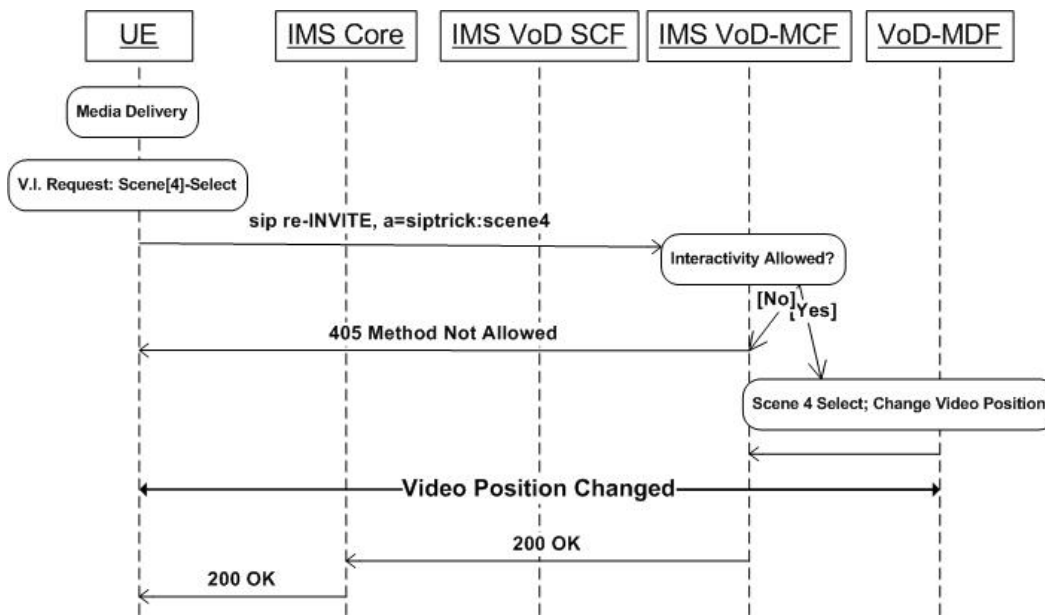 UE
IMS Core
IMS VoD SCF
IMS VoD-MCF
VoD-MDF
Media Delivery
V.I. Request: Scene[4]-Select
sip re-INVITE, a=siptrick:scene4
Interactivity Allowed?
[No]
[Yes]
405 Method Not Allowed
Scene 4 Select; Change Video Position
Video Position Changed
200 OK
200 OK